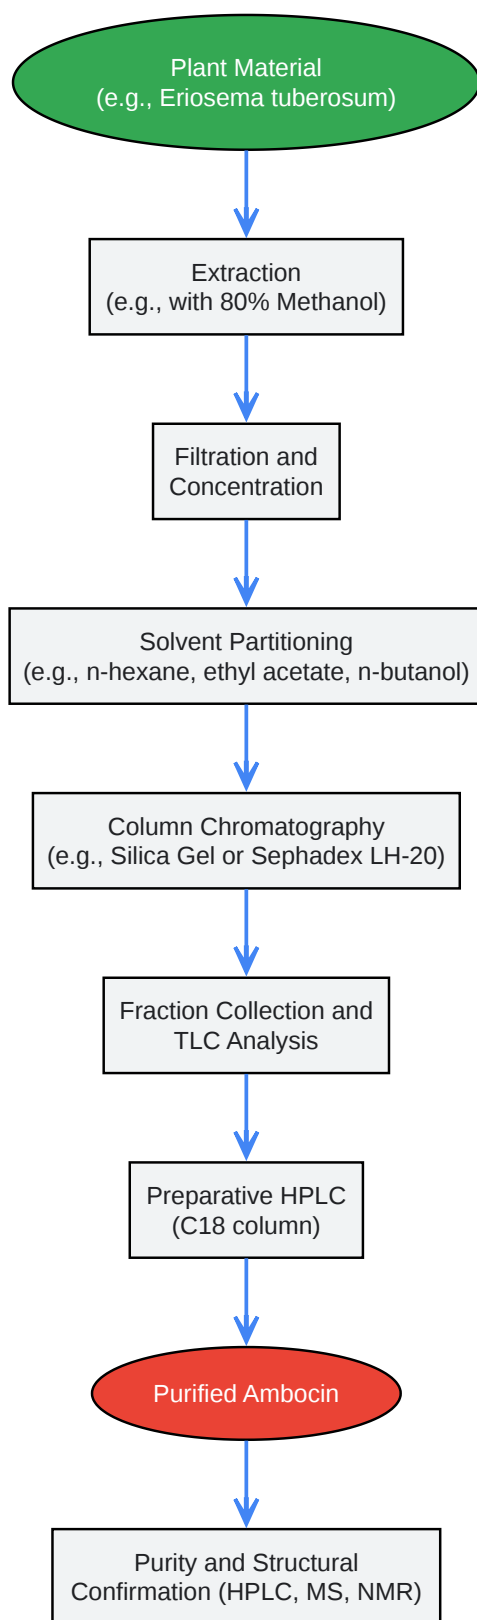 Plant Material
(e.g., Eriosema tuberosum)
Extraction
(e.g., with 80% Methanol)
Filtration and
Concentration
Solvent Partitioning
(e.g., n-hexane, ethyl acetate, n-butanol)
Column Chromatography
(e.g., Silica Gel or Sephadex LH-20)
Fraction Collection and
TLC Analysis
Preparative HPLC
(C18 column)
Purified Ambocin
Purity and Structural
Confirmation (HPLC, MS, NMR)